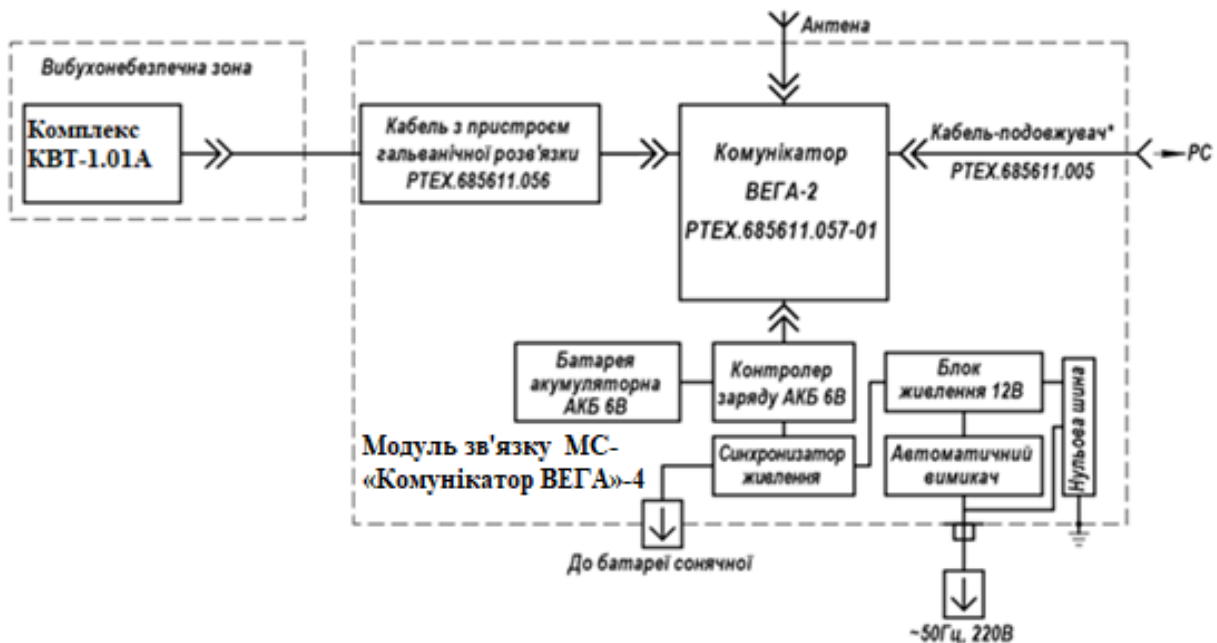 Антена
Вибухонебезпечна зона
Комплекс
КВТ-1.01А
Кабель з пристроєм
гальванічної розв'язки
РТЕХ.685611.056
Комунікатор
ВЕГА-2
РТЕХ.685611.057-01
Кабель-подовжувач*
РТЕХ.685611.005
РС
Батарея
акумуляторна
АКБ 6В
Контролер
заряду АКБ 6В
Блок
живлення 12В
Нульова шина
Модуль зв'язку МС-
«Комунікатор ВЕГА»-4
Синхронизатор
живлення
Автоматичний
вимикач
До батареї сонячної
~50Гц, 220В